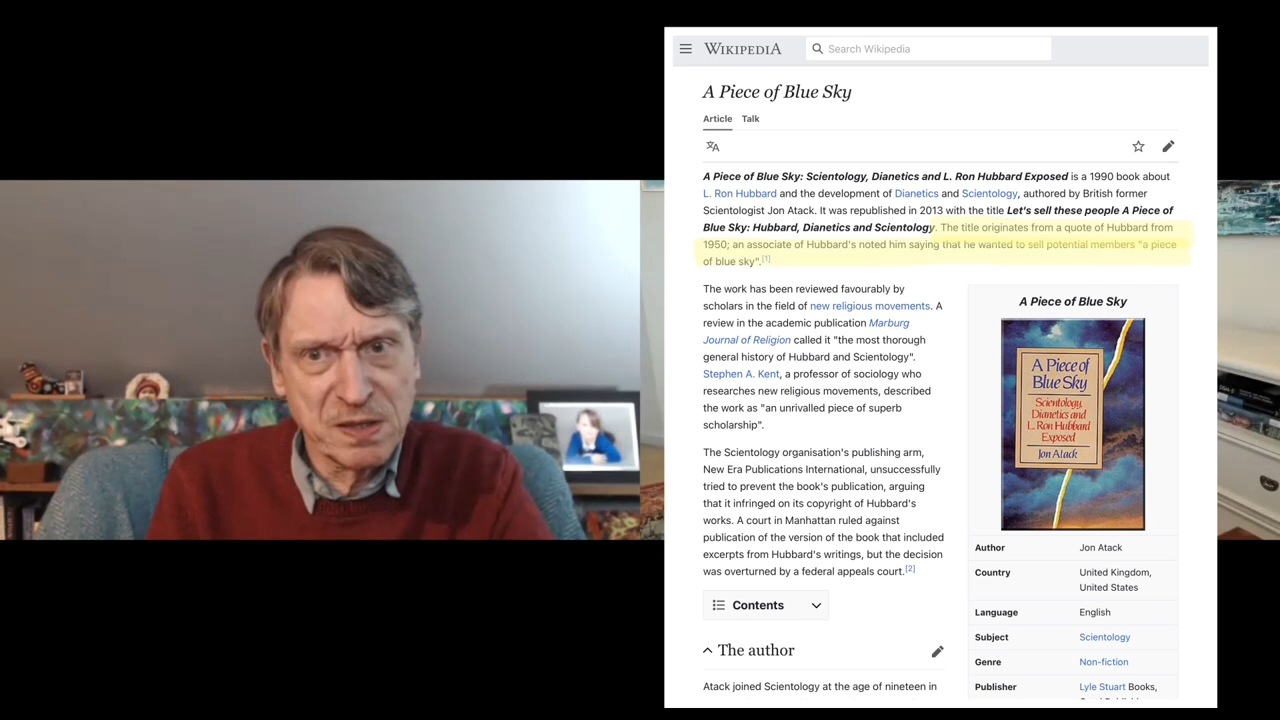 WIKIPEDIA
Search Wikipedia
A Piece of Blue Sky
Article Talk
A Piece of Blue Sky: Scientology, Dianetics and L. Ron Hubbard Exposed is a 1990 book about
L. Ron Hubbard and the development of Dianetics and Scientology, authored by British former
Scientologist Jon Atack. It was republished in 2013 with the title Let's sell these people A Piece of
Blue Sky: Hubbard, Dianetics and Scientology. The title originates from a quote of Hubbard from
1950; an associate of Hubbard's noted him saying that he wanted to sell potential members "a piece
of blue sky".[1]
The work has been reviewed favourably by
scholars in the field of new religious movements. A
review in the academic publication Marburg
Journal of Religion called it "the most thorough
general history of Hubbard and Scientology".
Stephen A. Kent, a professor of sociology who
researches new religious movements, described
the work as "an unrivalled piece of superb
scholarship".
The Scientology organisation's publishing arm,
New Era Publications International, unsuccessfully
tried to prevent the book's publication, arguing
that it infringed on its copyright of Hubbard's
works. A court in Manhattan ruled against
publication of the version of the book that included
excerpts from Hubbard's writings, but the decision
was overturned by a federal appeals court.[2]
Contents
The author
Atack joined Scientology at the age of nineteen in
A Piece of Blue Sky
A Piece of
Blue Sky
Scientology,
Dianetics and
L. Ron Hubbard
Exposed
Jon Atack
Author Jon Atack
Country United Kingdom,
United States
Language English
Subject Scientology
Genre Non-fiction
Publisher Lyle Stuart Books,